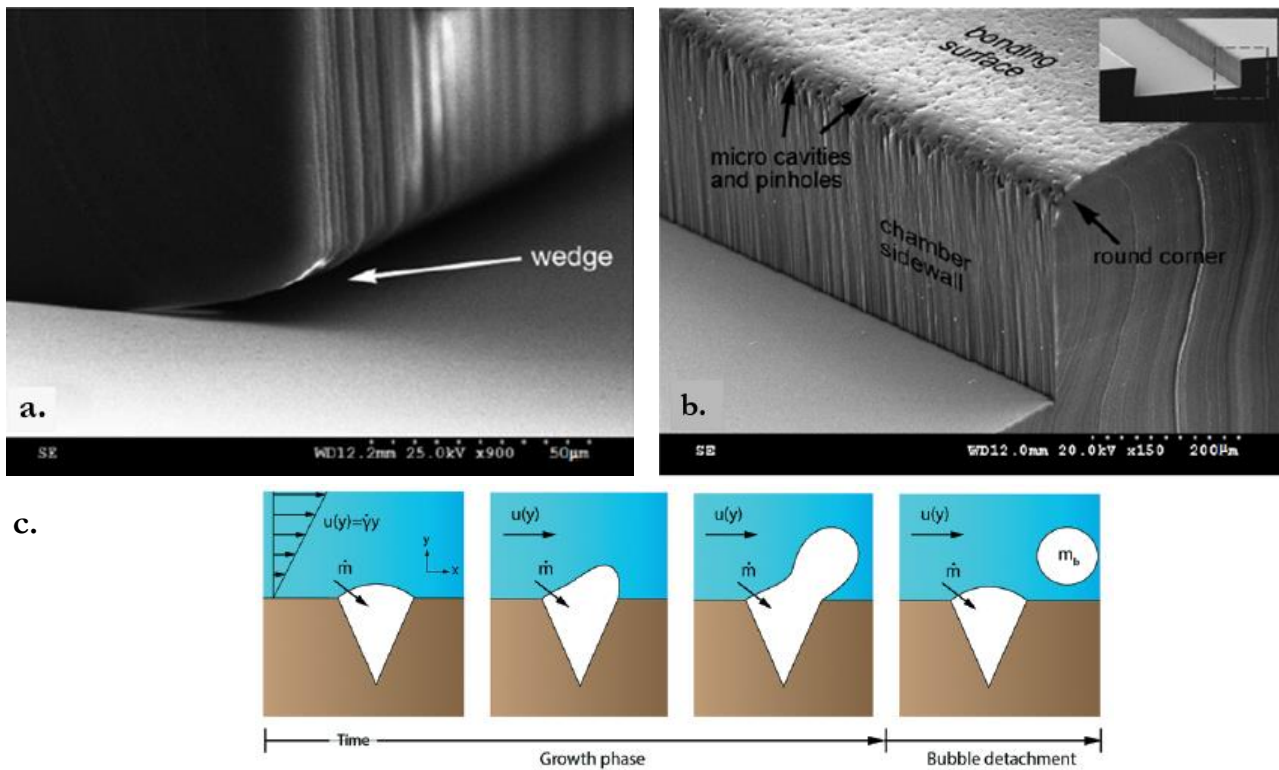 wedge
a.
SE
WD12.2mm 25.0kV x900 50µm
bonding
surface
micro cavities
and pinholes
chamber
sidewall
round corner
b.
SE
WD12.0mm 20.0kV x150 200µm
c.
u(y)=γ̇y
ṁ
y
x
u(y)
ṁ
u(y)
ṁ
u(y)
ṁ
m_b
Time
Growth phase
Bubble detachment